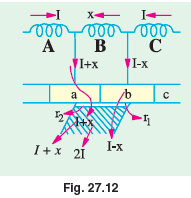 I x I
A B C
I+x I-x
a b c
r₂ I+x r₁
I + x 2I I-x
Fig. 27.12